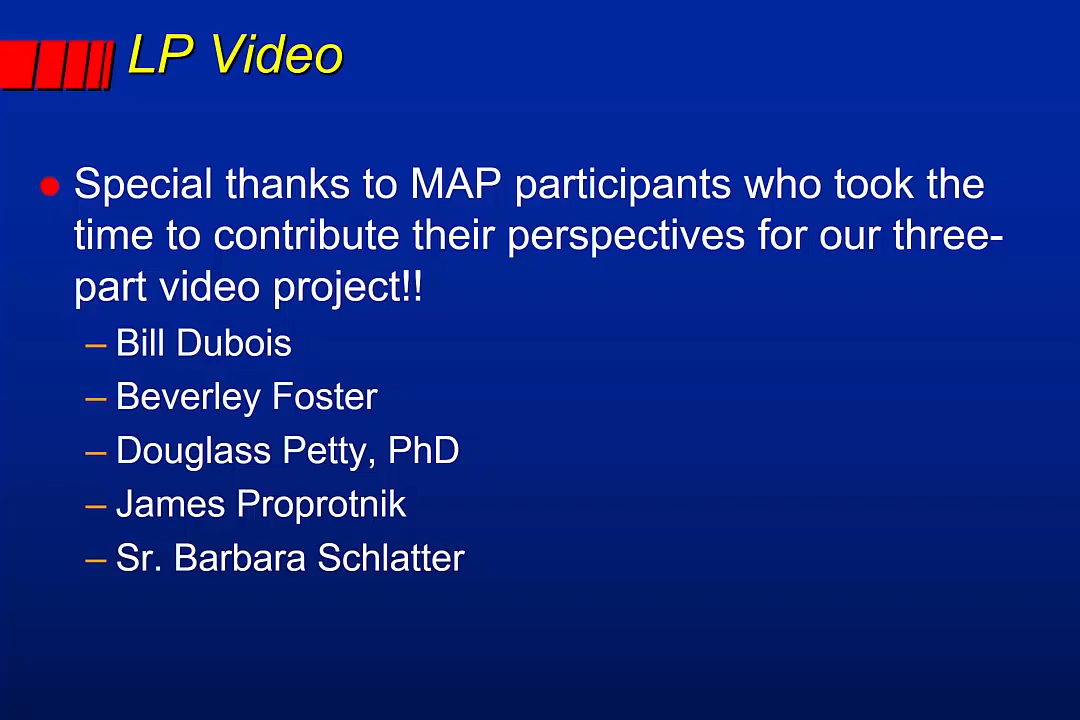 LP Video
● Special thanks to MAP participants who took the
time to contribute their perspectives for our three-
part video project!!
– Bill Dubois
– Beverley Foster
– Douglass Petty, PhD
– James Proprotnik
– Sr. Barbara Schlatter